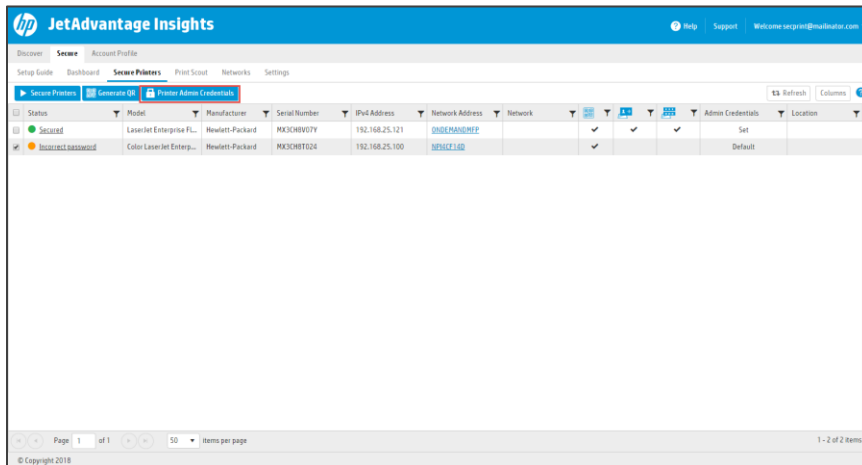 hp JetAdvantage Insights
Help Support Welcome secprint@mailinator.com
Discover Secure Account Profile
Setup Guide Dashboard Secure Printers Print Scout Networks Settings
Secure Printers Generate QR Printer Admin Credentials Refresh Columns
Status Model Manufacturer Serial Number IPv4 Address Network Address Network Admin Credentials Location
Secured LaserJet Enterprise Fl... Hewlett-Packard MX3CH8V07Y 192.168.25.121 ONDEMANDMFP Set
Incorrect password Color LaserJet Enterp... Hewlett-Packard MX3CH8T024 192.168.25.100 NPI6CF14D Default
Page 1 of 1 50 items per page 1 - 2 of 2 items
© Copyright 2018